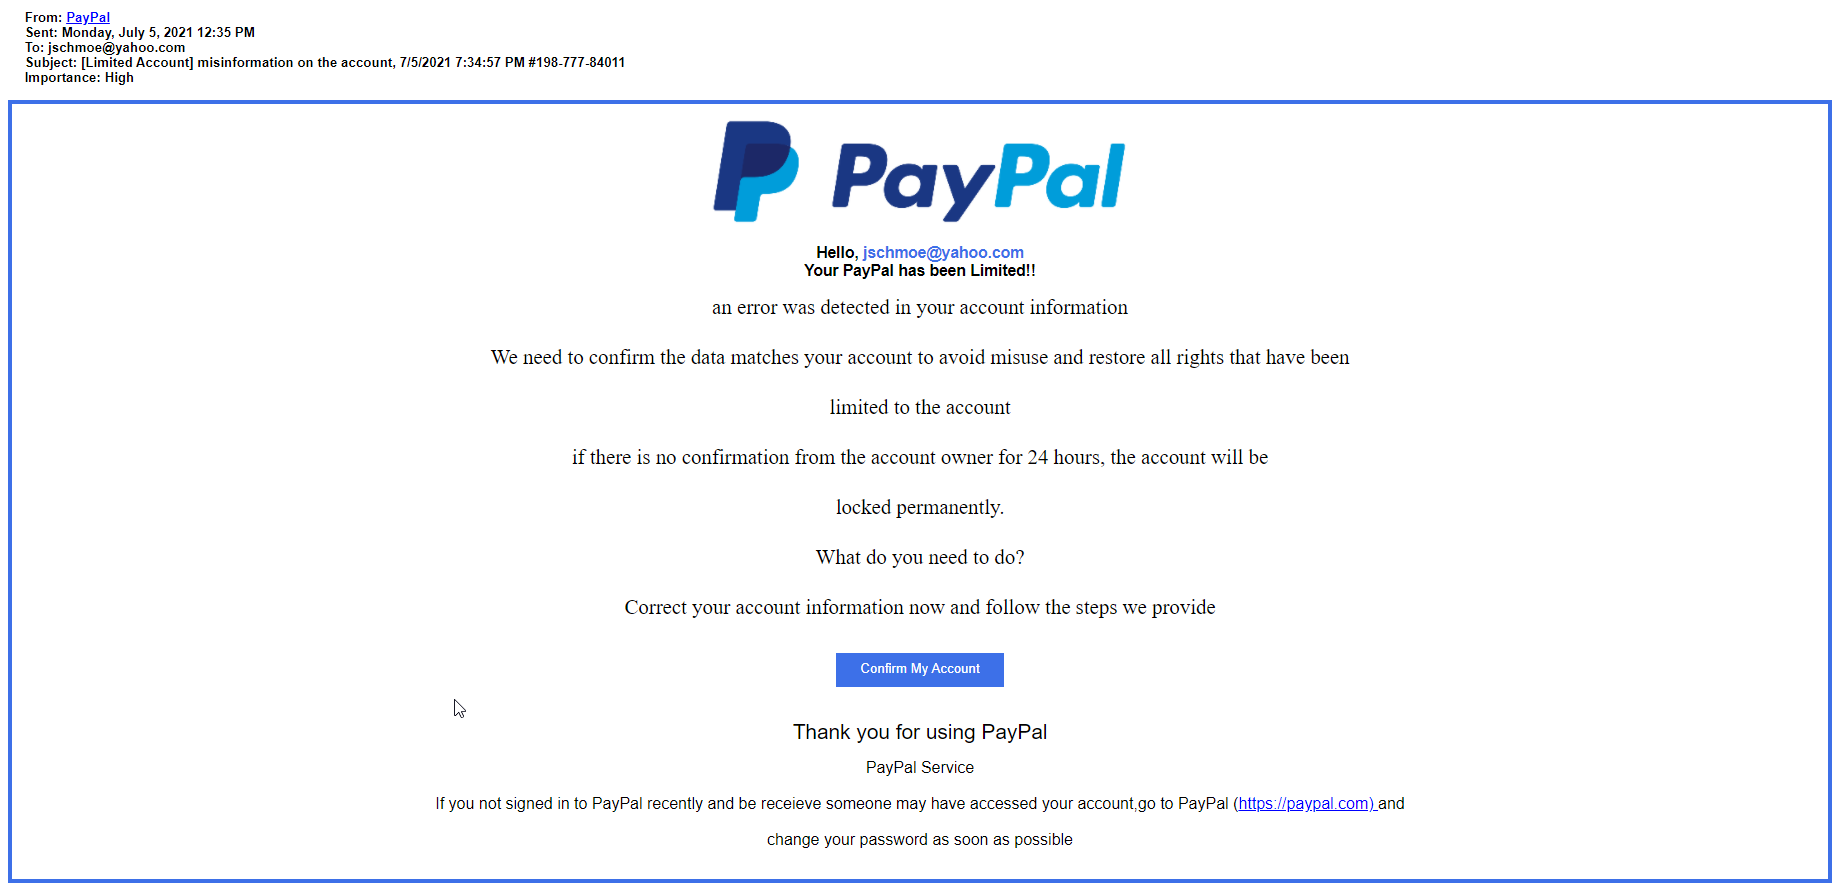 From: PayPal
Sent: Monday, July 5, 2021 12:35 PM
To: jschmoe@yahoo.com
Subject: [Limited Account] misinformation on the account, 7/5/2021 7:34:57 PM #198-777-84011
Importance: High
PayPal
Hello, jschmoe@yahoo.com
Your PayPal has been Limited!!
an error was detected in your account information
We need to confirm the data matches your account to avoid misuse and restore all rights that have been
limited to the account
if there is no confirmation from the account owner for 24 hours, the account will be
locked permanently.
What do you need to do?
Correct your account information now and follow the steps we provide
Confirm My Account
Thank you for using PayPal
PayPal Service
If you not signed in to PayPal recently and be receieve someone may have accessed your account,go to PayPal (https://paypal.com) and
change your password as soon as possible